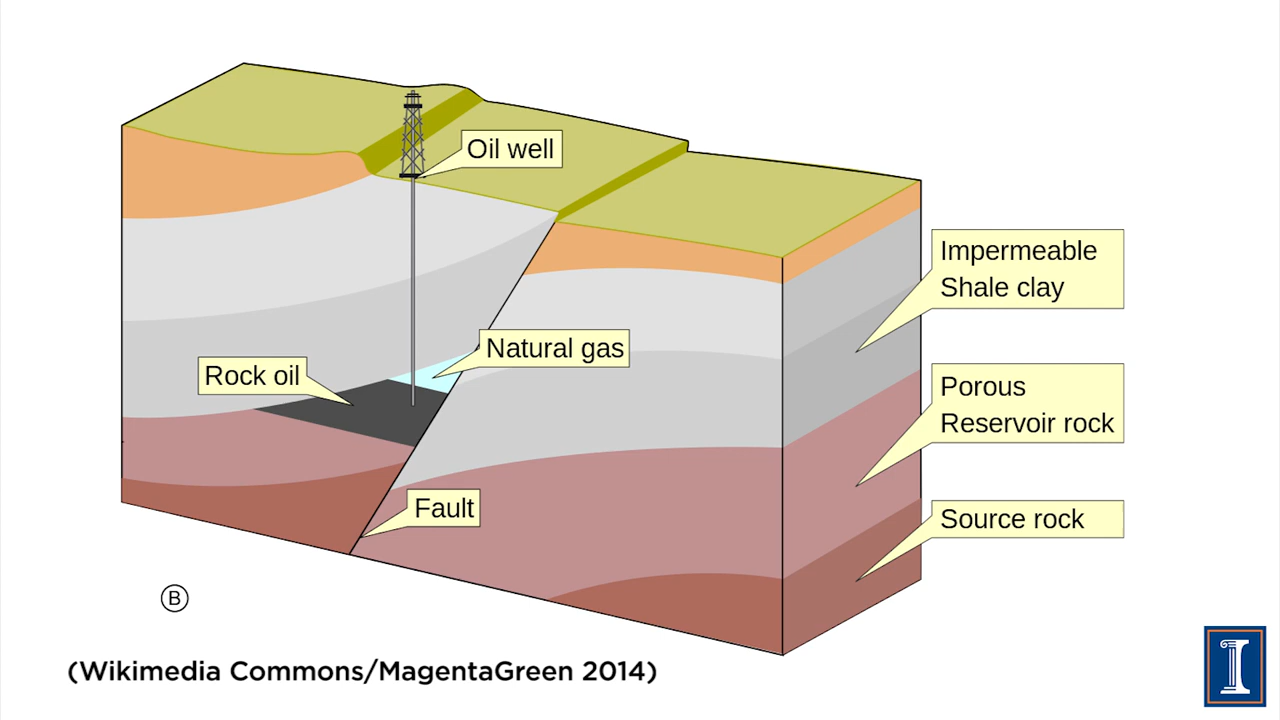 Oil well
Impermeable
Shale clay
Natural gas
Rock oil
Porous
Reservoir rock
Fault
Source rock
B
(Wikimedia Commons/MagentaGreen 2014)
I